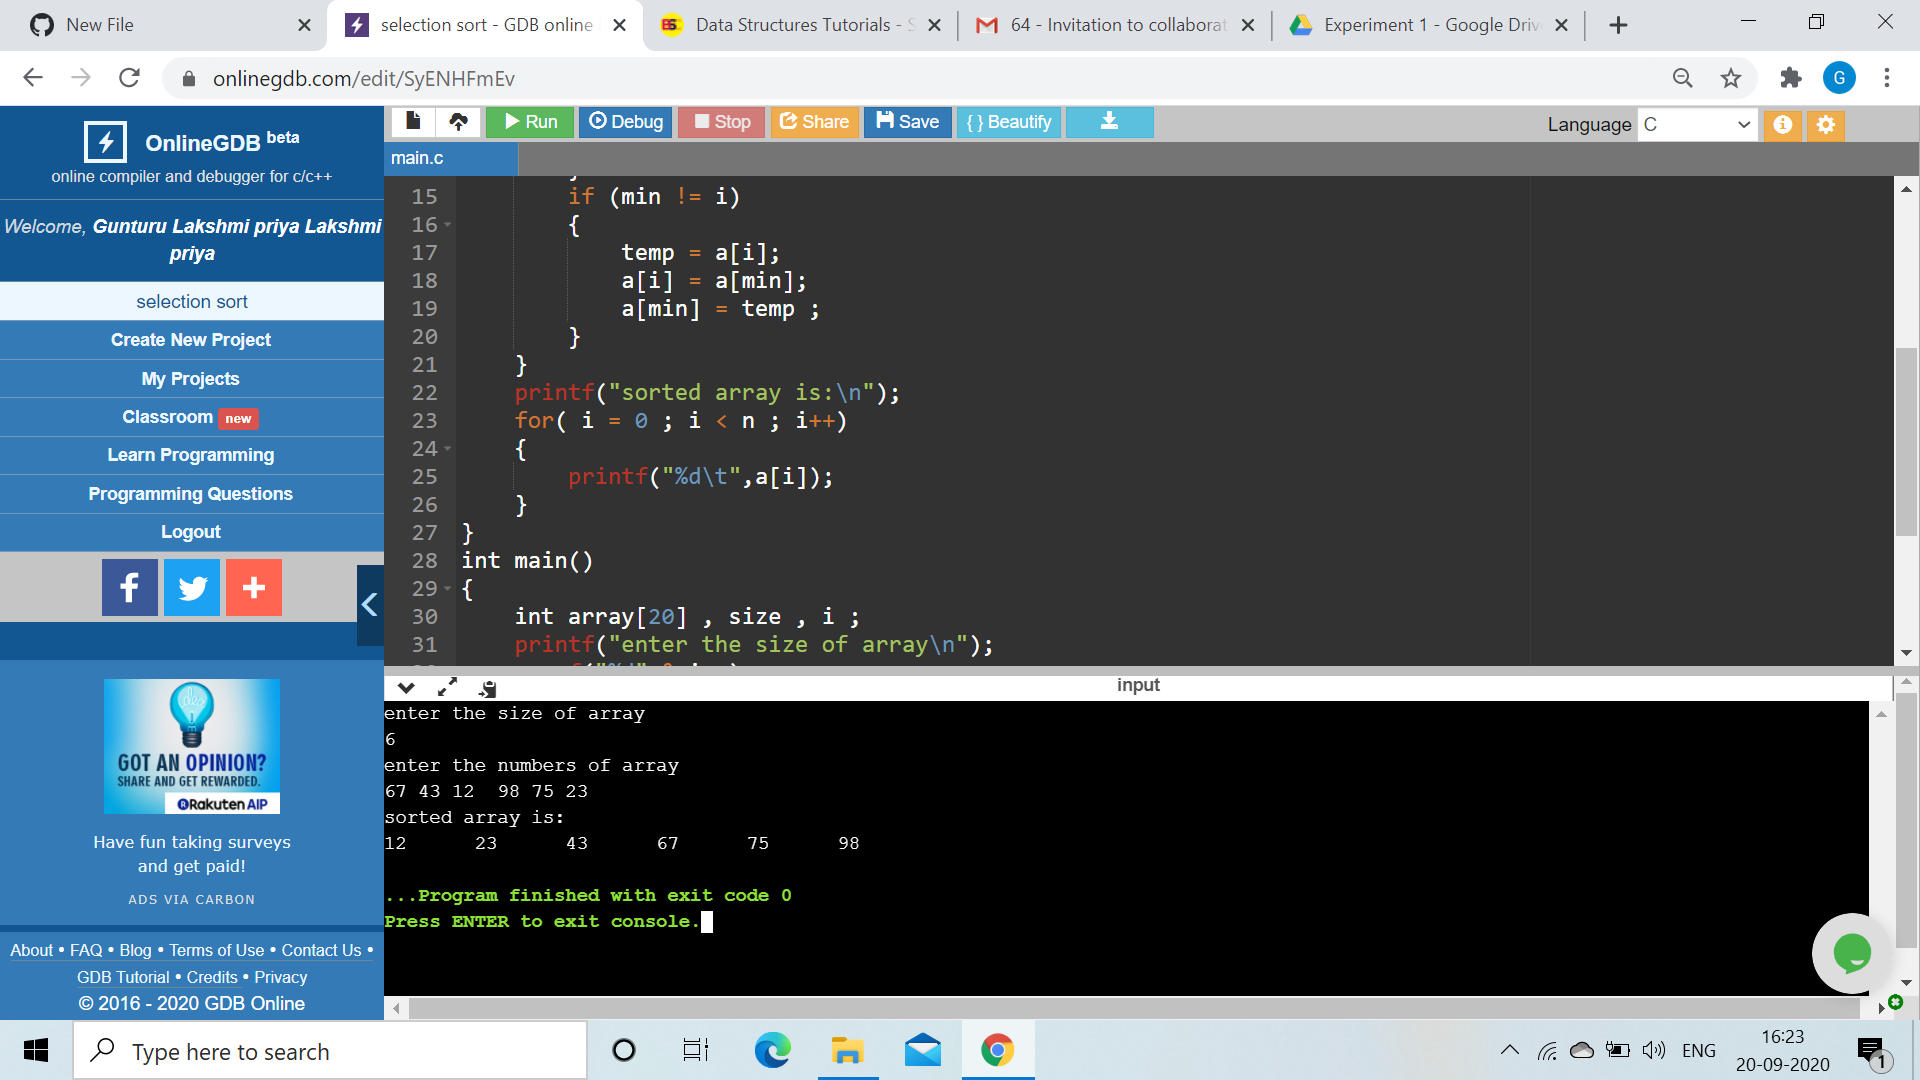 New File
selection sort - GDB online
Data Structures Tutorials - S
64 - Invitation to collaborat
Experiment 1 - Google Driv
onlinegdb.com/edit/SyENHFmEv
G
OnlineGDB beta
online compiler and debugger for c/c++
Welcome, Gunturu Lakshmi priya Lakshmi
priya
selection sort
Create New Project
My Projects
Classroom new
Learn Programming
Programming Questions
Logout
GOT AN OPINION?
SHARE AND GET REWARDED.
Rakuten AIP
Have fun taking surveys
and get paid!
ADS VIA CARBON
About • FAQ • Blog • Terms of Use • Contact Us •
GDB Tutorial • Credits • Privacy
© 2016 - 2020 GDB Online
Run Debug Stop Share Save { } Beautify
Language C
main.c
15 if (min != i)
16 {
17 temp = a[i];
18 a[i] = a[min];
19 a[min] = temp ;
20 }
21 }
22 printf("sorted array is:\n");
23 for( i = 0 ; i < n ; i++)
24 {
25 printf("%d\t",a[i]);
26 }
27 }
28 int main()
29 {
30 int array[20] , size , i ;
31 printf("enter the size of array\n");
input
enter the size of array
6
enter the numbers of array
67 43 12  98 75 23
sorted array is:
12 23 43 67 75 98
...Program finished with exit code 0
Press ENTER to exit console.
Type here to search
ENG
16:23
20-09-2020
1